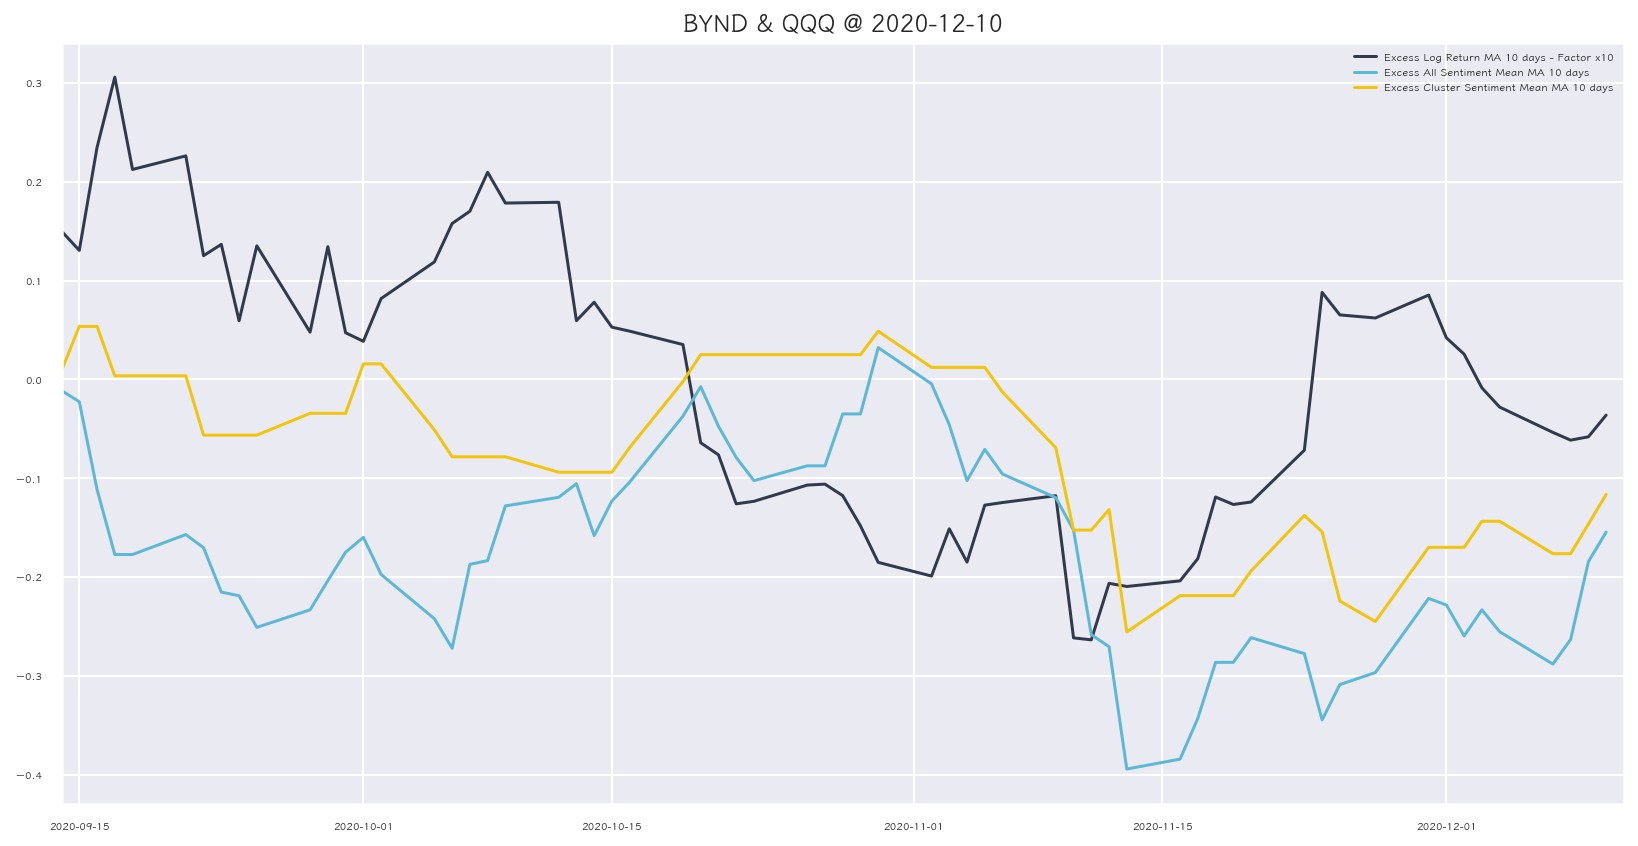 BYND & QQQ @ 2020-12-10
Excess Log Return MA 10 days - Factor x10
Excess All Sentiment Mean MA 10 days
Excess Cluster Sentiment Mean MA 10 days
0.3
0.2
0.1
0.0
−0.1
−0.2
−0.3
−0.4
2020-09-15 2020-10-01 2020-10-15 2020-11-01 2020-11-15 2020-12-01